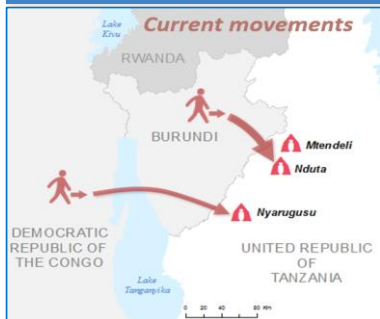 Current movements
Lake
Kivu
RWANDA
BURUNDI
Mtendeli
Nduta
Nyarugusu
DEMOCRATIC
REPUBLIC OF
THE CONGO
UNITED REPUBLIC
OF
TANZANIA
Lake
Tanganyika
0 20 40 80 Km